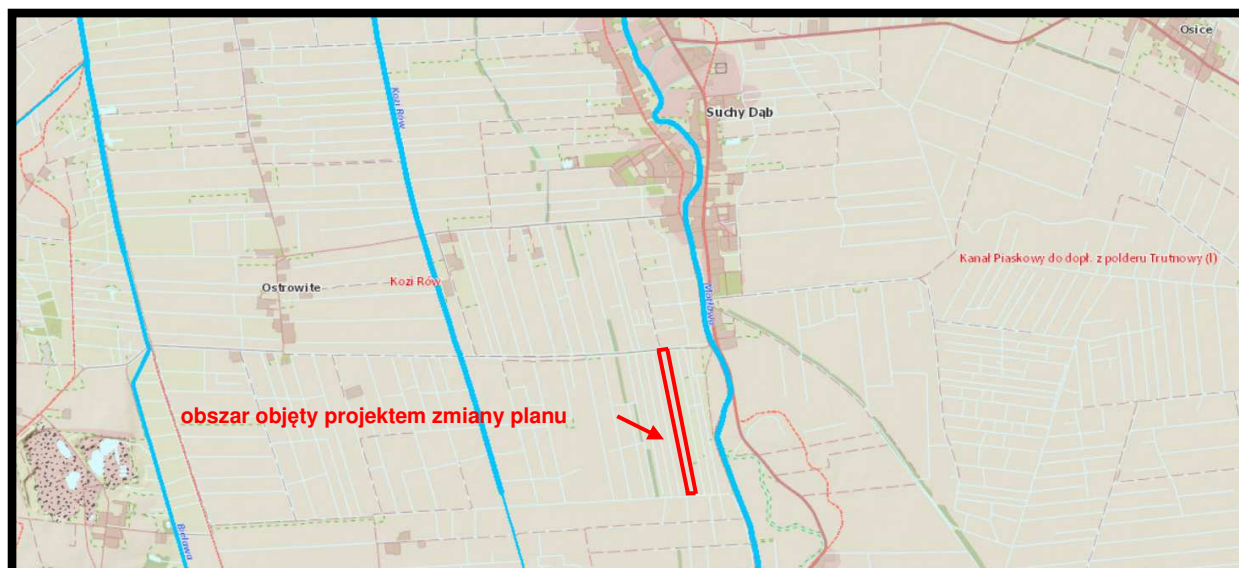 Osice
Kozi Rów
Suchy Dąb
Kanał Piaskowy do dopł. z polderu Trutnowy (l)
Kozi Rów
Ostrowite
Motława
obszar objęty projektem zmiany planu
Bielawa